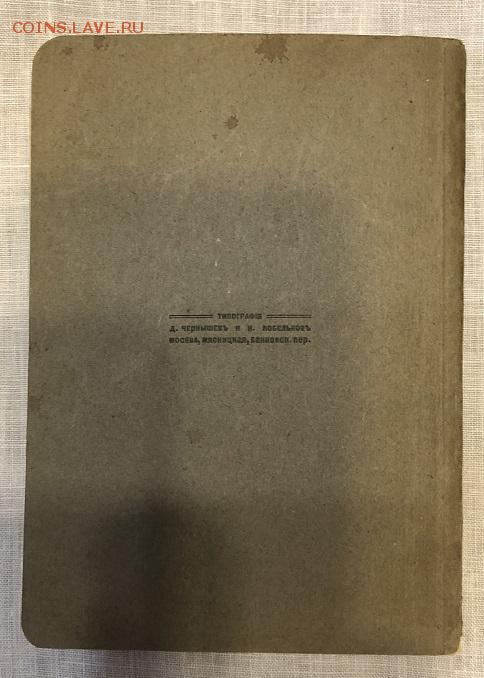 COINS.LAVE.RU
ТИПОГРАФІЯ
Д. ЧЕРНЫШЕВЪ И Н. КОБЕЛЬКОВЪ
МОСКВА, МЯСНИЦКАЯ, БАНКОВСК. ПЕР.